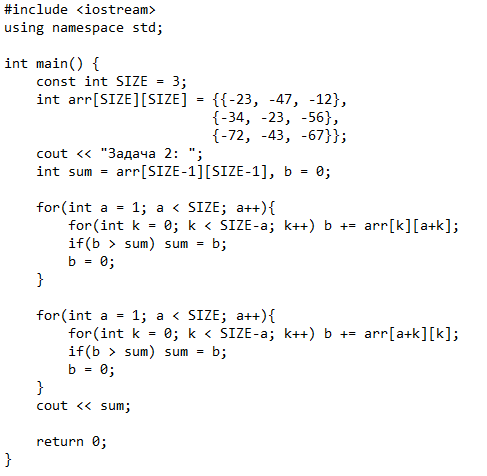 #include <iostream>
using namespace std;

int main() {
    const int SIZE = 3;
    int arr[SIZE][SIZE] = {{-23, -47, -12},
                           {-34, -23, -56},
                           {-72, -43, -67}};
    cout << "Задача 2: ";
    int sum = arr[SIZE-1][SIZE-1], b = 0;

    for(int a = 1; a < SIZE; a++){
        for(int k = 0; k < SIZE-a; k++) b += arr[k][a+k];
        if(b > sum) sum = b;
        b = 0;
    }

    for(int a = 1; a < SIZE; a++){
        for(int k = 0; k < SIZE-a; k++) b += arr[a+k][k];
        if(b > sum) sum = b;
        b = 0;
    }
    cout << sum;

    return 0;
}